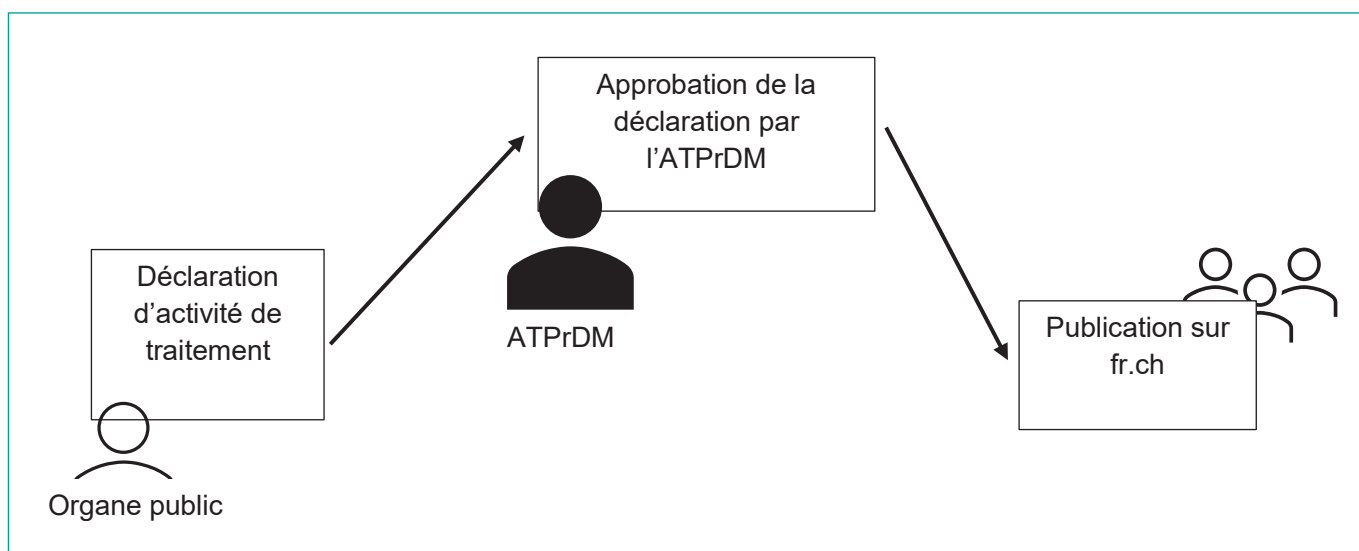 Déclaration
d’activité de
traitement
Organe public
Approbation de la
déclaration par
l’ATPrDM
ATPrDM
Publication sur
fr.ch